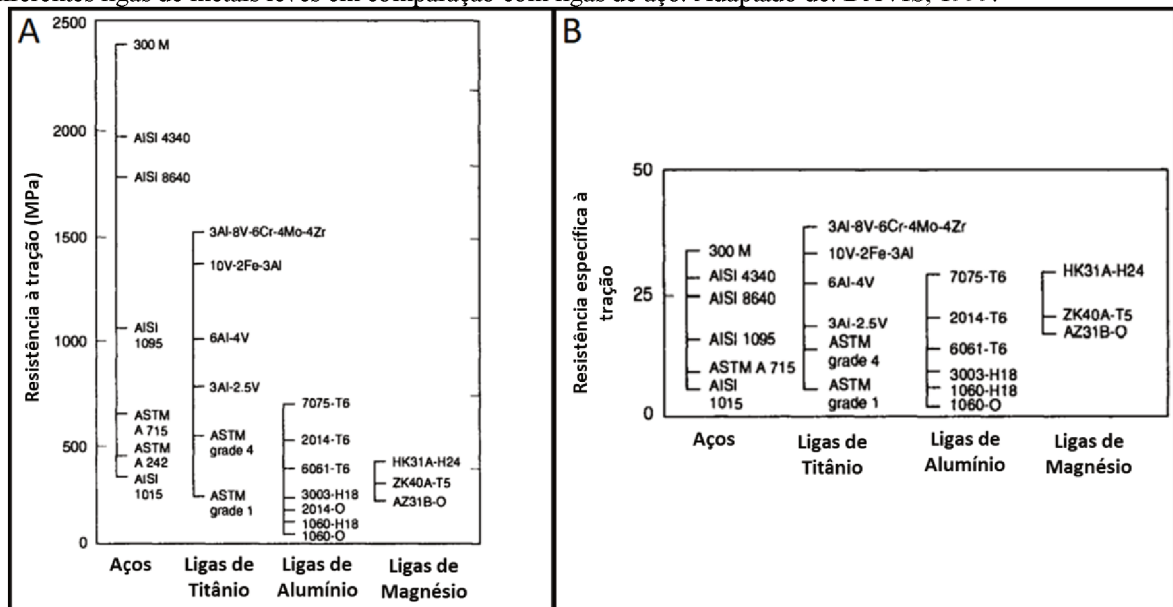 diferentes ligas de metais leves em comparação com ligas de aço. Adaptado de: DAVIS, 1999.
A
Resistência à tração (MPa)
2500
2000
1500
1000
500
0
300 M
AISI 4340
AISI 8640
AISI
1095
ASTM
A 715
ASTM
A 242
AISI
1015
3Al-8V-6Cr-4Mo-4Zr
10V-2Fe-3Al
6Al-4V
3Al-2.5V
ASTM
grade 4
ASTM
grade 1
7075-T6
2014-T6
6061-T6
3003-H18
2014-O
1060-H18
1060-O
HK31A-H24
ZK40A-T5
AZ31B-O
Aços
Ligas de
Titânio
Ligas de
Alumínio
Ligas de
Magnésio
B
Resistência específica à
tração
50
25
0
300 M
AISI 4340
AISI 8640
AISI 1095
ASTM A 715
AISI
1015
3Al-8V-6Cr-4Mo-4Zr
10V-2Fe-3Al
6Al-4V
3Al-2.5V
ASTM
grade 4
ASTM
grade 1
7075-T6
2014-T6
6061-T6
3003-H18
1060-H18
1060-O
HK31A-H24
ZK40A-T5
AZ31B-O
Aços
Ligas de
Titânio
Ligas de
Alumínio
Ligas de
Magnésio